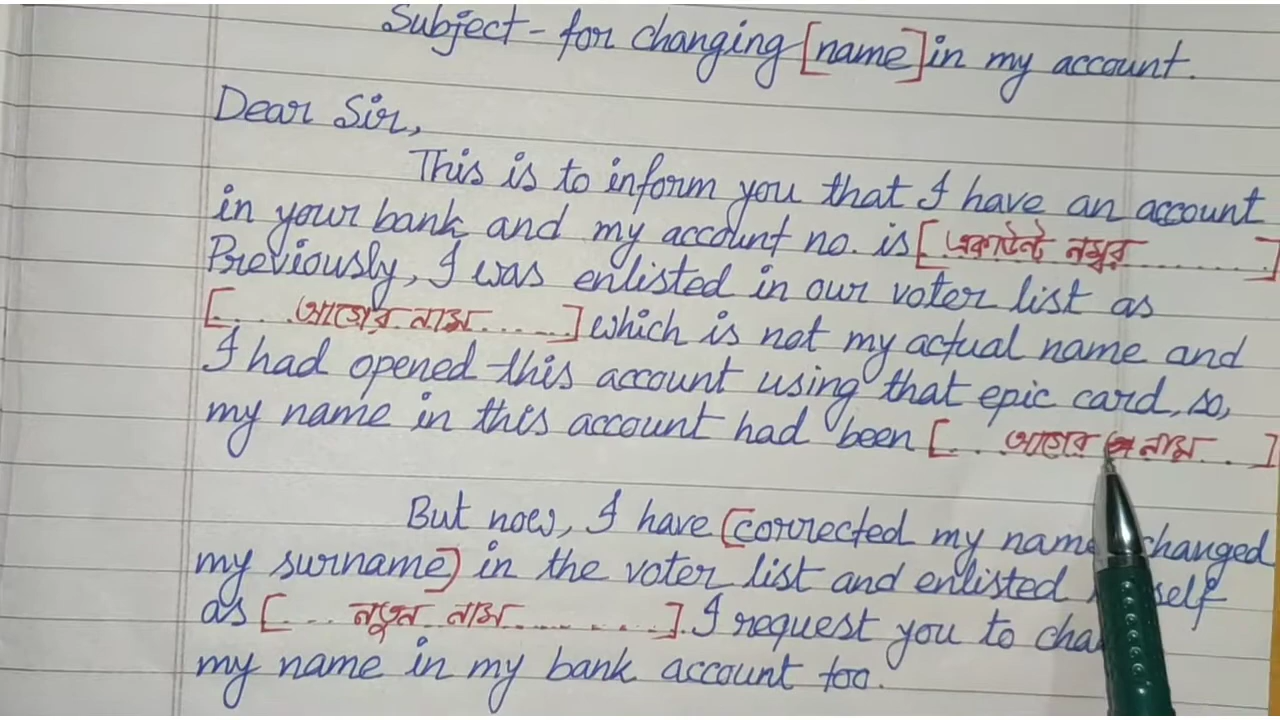 Subject - for changing [name] in my account.
Dear Sir,
This is to inform you that I have an account
in your bank and my account no. is [একাউন্ট নম্বর ............]
Previously, I was enlisted in our voter list as
[... আগের নাম ........] which is not my actual name and
I had opened this account using that epic card, so,
my name in this account had been [... আগের নাম ...]
But now, I have [corrected my name changed
my surname] in the voter list and enlisted
as [... নতুন নাম ............]. I request you to
my name in my bank account too.